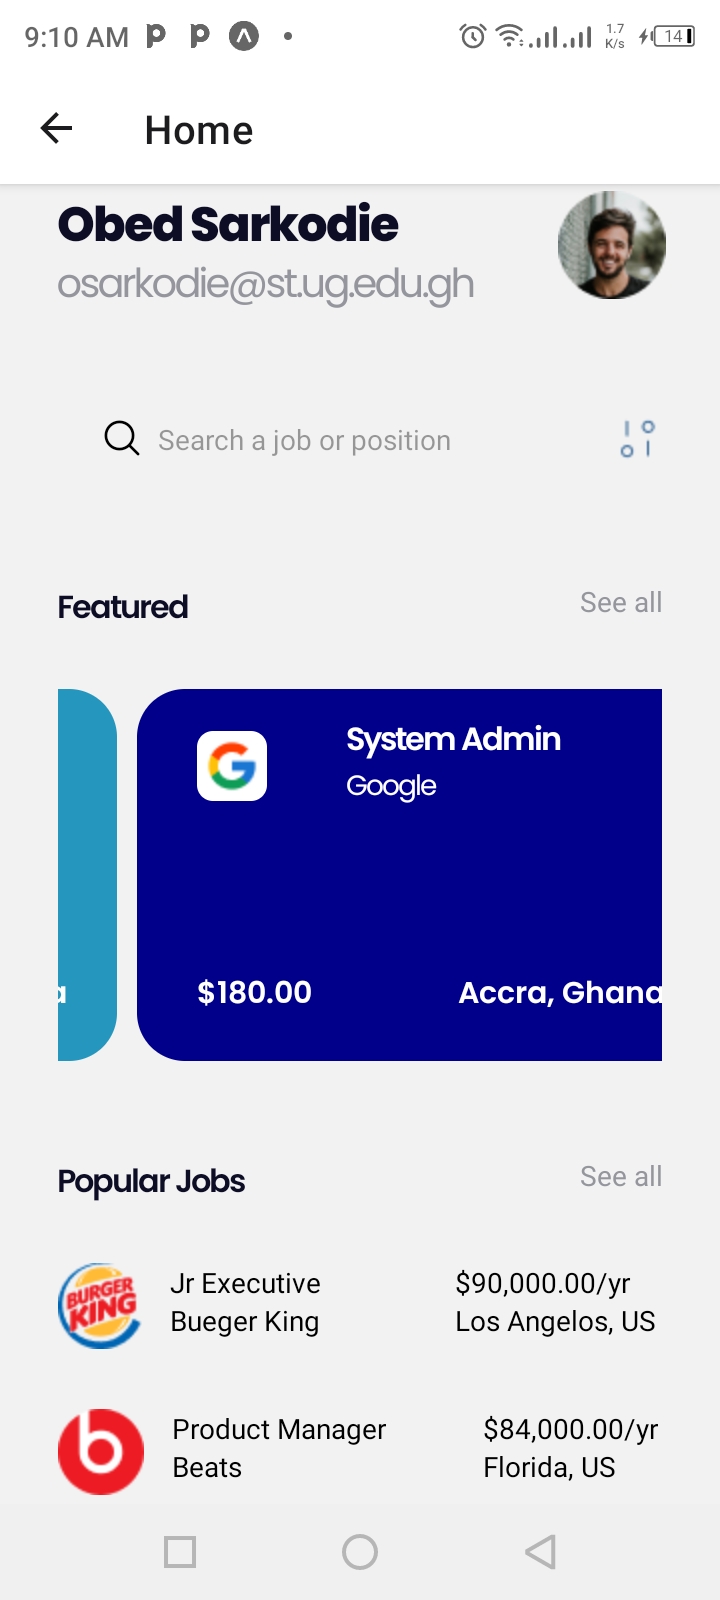 9:10 AM
1.7
K/s
14
Home
Obed Sarkodie
osarkodie@st.ug.edu.gh
Search a job or position
Featured
See all
System Admin
Google
a
$180.00
Accra, Ghana
Popular Jobs
See all
BURGER
KING
Jr Executive
$90,000.00/yr
Bueger King
Los Angelos, US
Product Manager
$84,000.00/yr
Beats
Florida, US